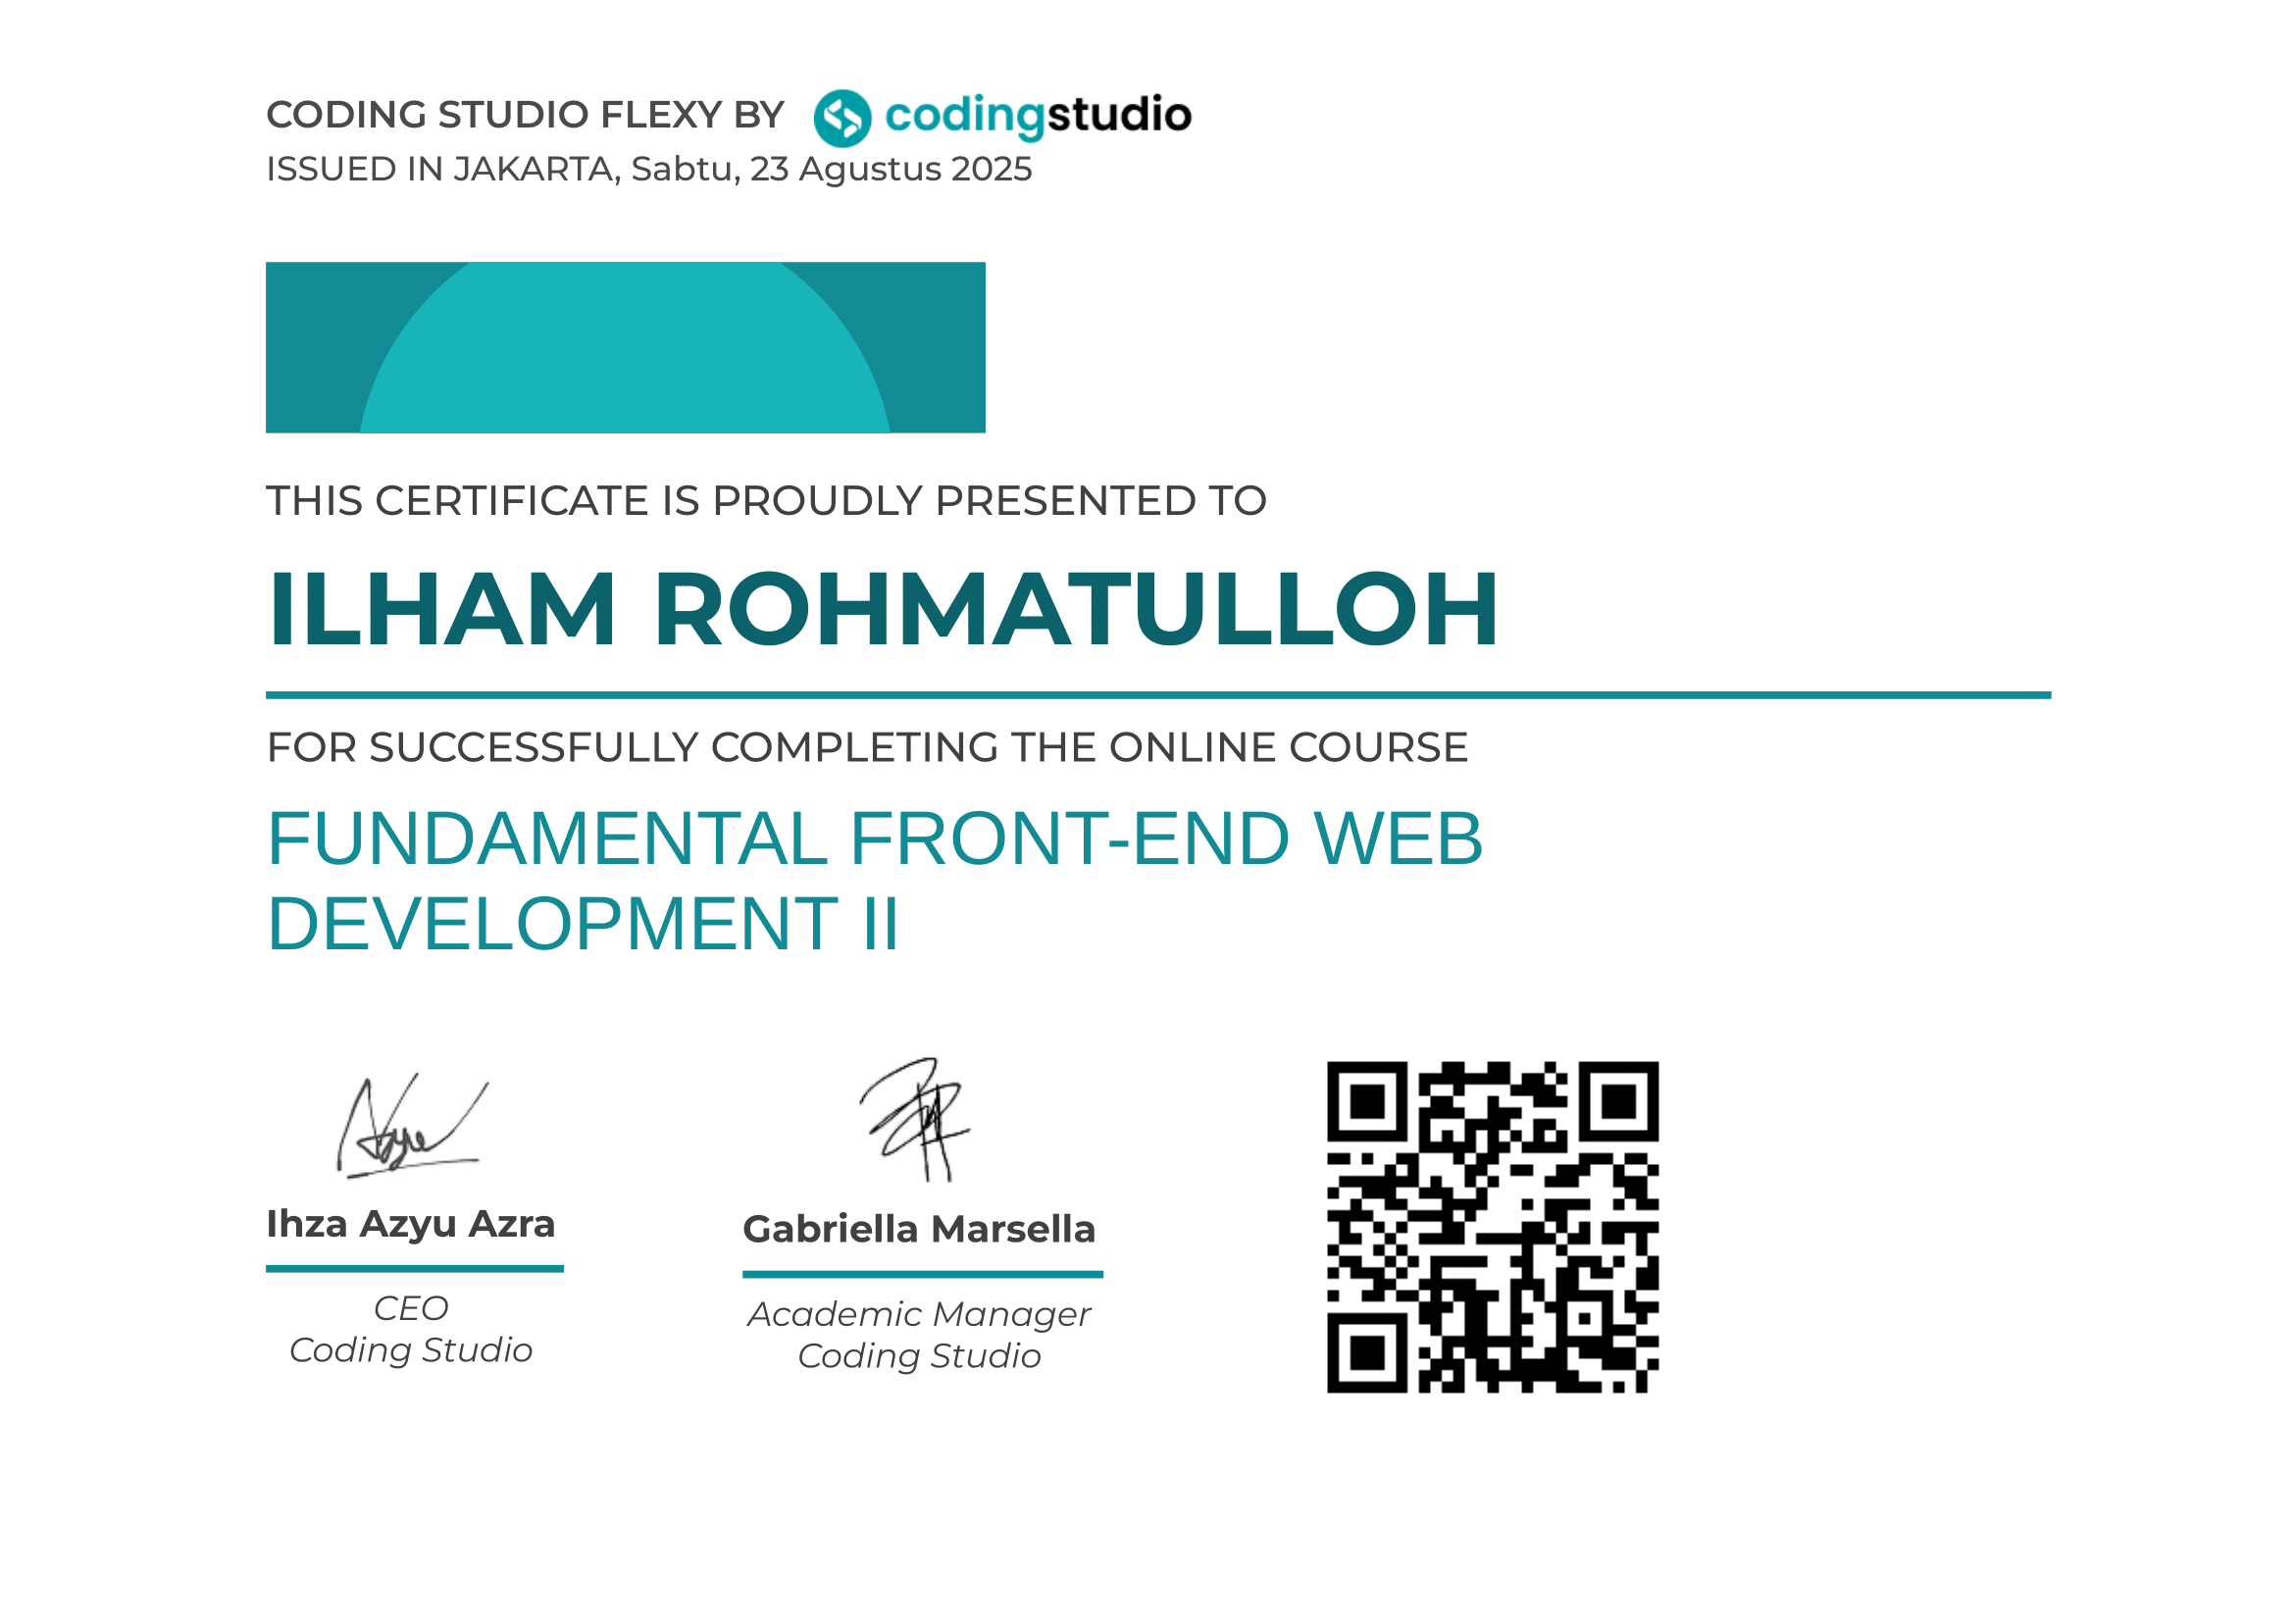 CODING STUDIO FLEXY BY codingstudio
ISSUED IN JAKARTA, Sabtu, 23 Agustus 2025
THIS CERTIFICATE IS PROUDLY PRESENTED TO
ILHAM ROHMATULLOH
FOR SUCCESSFULLY COMPLETING THE ONLINE COURSE
FUNDAMENTAL FRONT-END WEB
DEVELOPMENT II
Ihza Azyu Azra
CEO
Coding Studio
Gabriella Marsella
Academic Manager
Coding Studio